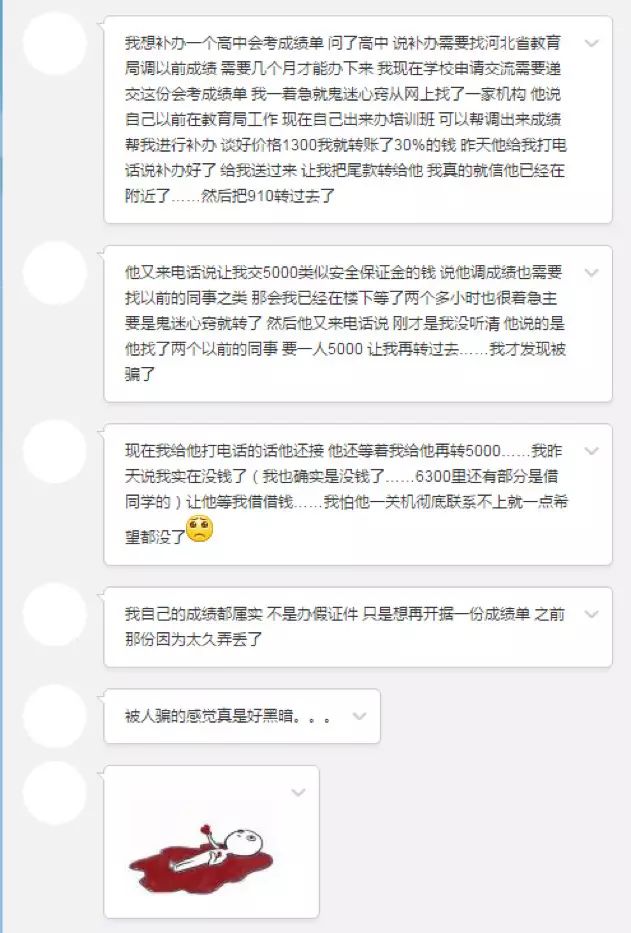 我想补办一个高中会考成绩单 问了高中 说补办需要找河北省教育
局调以前成绩 需要几个月才能办下来 我现在学校申请交流需要递
交这份会考成绩单 我一着急就鬼迷心窍从网上找了一家机构 他说
自己以前在教育局工作 现在自己出来办培训班 可以帮调出来成绩
帮我进行补办 谈好价格1300我就转账了30%的钱 昨天他给我打电
话说补办好了 给我送过来 让我把尾款转给他 我真的就信他已经在
附近了……然后把910转过去了
他又来电话说让我交5000类似安全保证金的钱 说他调成绩也需要
找以前的同事之类 那会我已经在楼下等了两个多小时也很着急主
要是鬼迷心窍就转了 然后他又来电话说 刚才是我没听清 他说的是
他找了两个以前的同事 要一人5000 让我再转过去……我才发现被
骗了
现在我给他打电话的话他还接 他还等着我给他再转5000……我昨
天说我实在没钱了（我也确实是没钱了……6300里还有部分是借
同学的）让他等我借借钱……我怕他一关机彻底联系不上就一点希
望都没了
我自己的成绩都属实 不是办假证件 只是想再开据一份成绩单 之前
那份因为太久弄丢了
被人骗的感觉真是好黑暗。。。